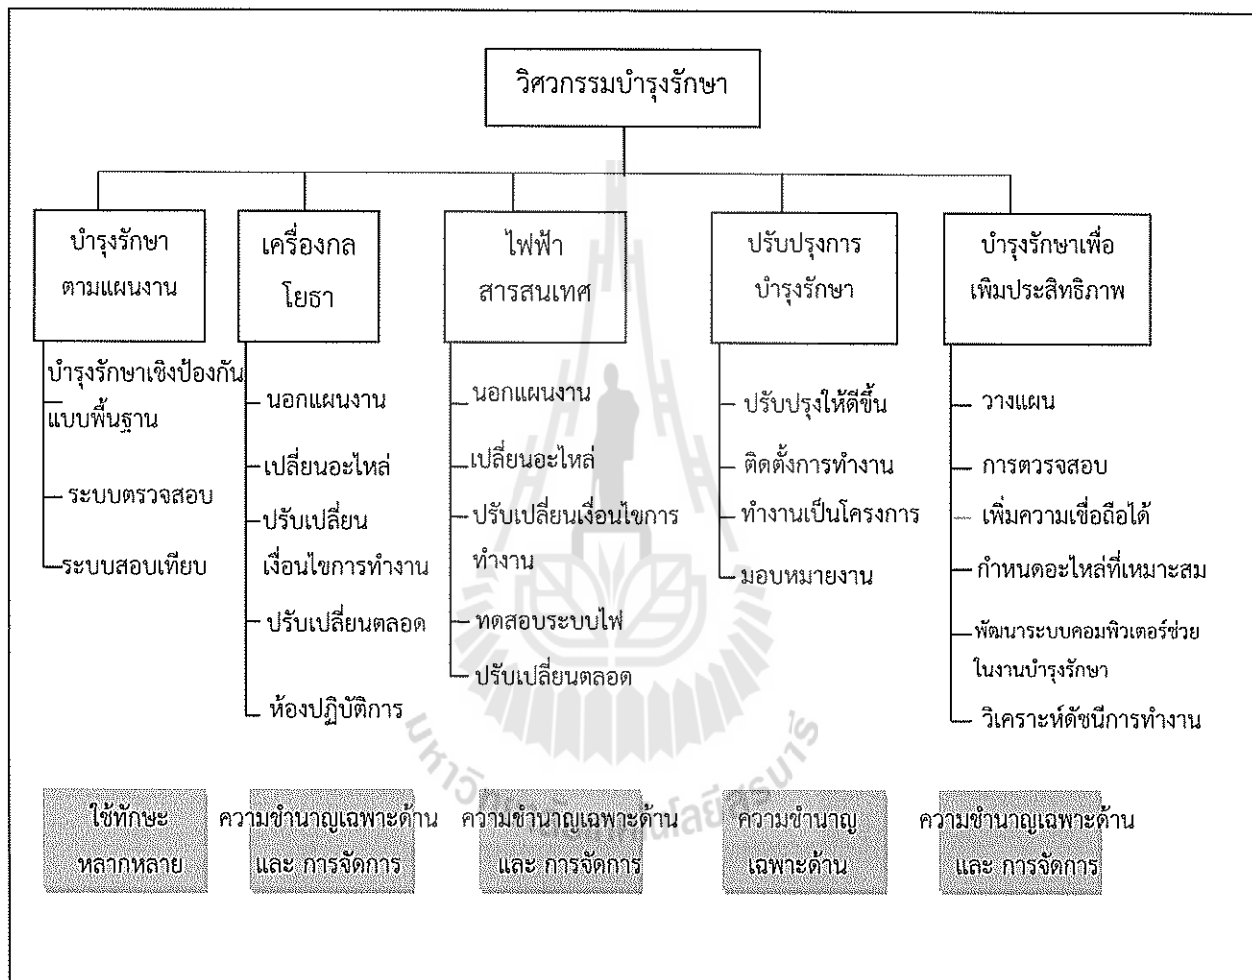 วิศวกรรมบำรุงรักษา
บำรุงรักษา
ตามแผนงาน
บำรุงรักษาเชิงป้องกัน
แบบพื้นฐาน
ระบบตรวจสอบ
ระบบสอบเทียบ
เครื่องกล
โยธา
นอกแผนงาน
เปลี่ยนอะไหล่
ปรับเปลี่ยน
เงื่อนไขการทำงาน
ปรับเปลี่ยนตลอด
ห้องปฏิบัติการ
ไฟฟ้า
สารสนเทศ
นอกแผนงาน
เปลี่ยนอะไหล่
ปรับเปลี่ยนเงื่อนไขการ
ทำงาน
ทดสอบระบบไฟ
ปรับเปลี่ยนตลอด
ปรับปรุงการ
บำรุงรักษา
ปรับปรุงให้ดีขึ้น
ติดตั้งการทำงาน
ทำงานเป็นโครงการ
มอบหมายงาน
บำรุงรักษาเพื่อ
เพิ่มประสิทธิภาพ
วางแผน
การตวรจสอบ
เพิ่มความเชื่อถือได้
กำหนดอะไหล่ที่เหมาะสม
พัฒนาระบบคอมพิวเตอร์ช่วย
ในงานบำรุงรักษา
วิเคราะห์ดัชนีการทำงาน
ใช้ทักษะ
หลากหลาย
ความชำนาญเฉพาะด้าน
และ การจัดการ
ความชำนาญเฉพาะด้าน
และ การจัดการ
ความชำนาญ
เฉพาะด้าน
ความชำนาญเฉพาะด้าน
และ การจัดการ